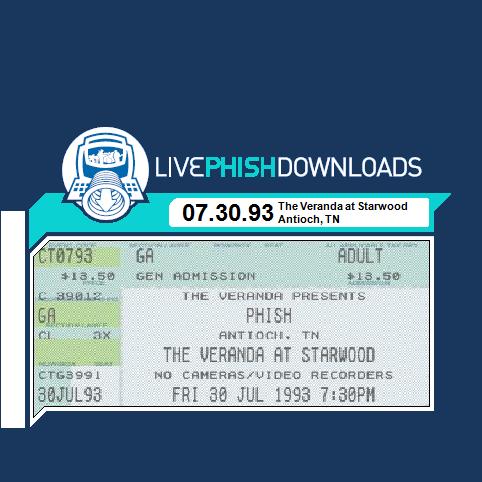 LIVEPHISHDOWNLOADS
07.30.93 The Veranda at Starwood
Antioch, TN
CT0793 GA ADULT
$13.50 GEN ADMISSION $13.50
C 39012 THE VERANDA PRESENTS
GA PHISH
CL 3X ANTIOCH, TN
THE VERANDA AT STARWOOD
CTG3991 NO CAMERAS/VIDEO RECORDERS
30JUL93 FRI 30 JUL 1993 7:30PM